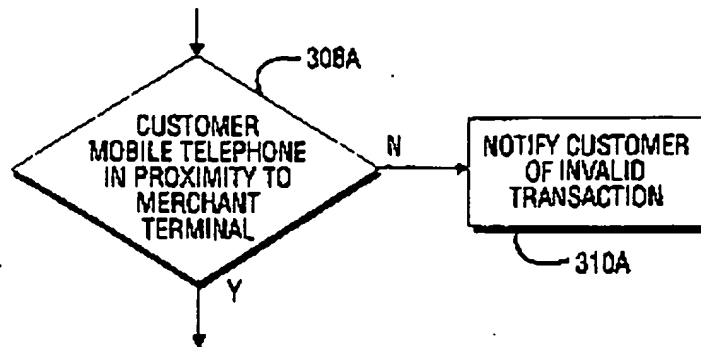 308A
CUSTOMER
MOBILE TELEPHONE
IN PROXIMITY TO
MERCHANT
TERMINAL
N
NOTIFY CUSTOMER
OF INVALID
TRANSACTION
310A
Y